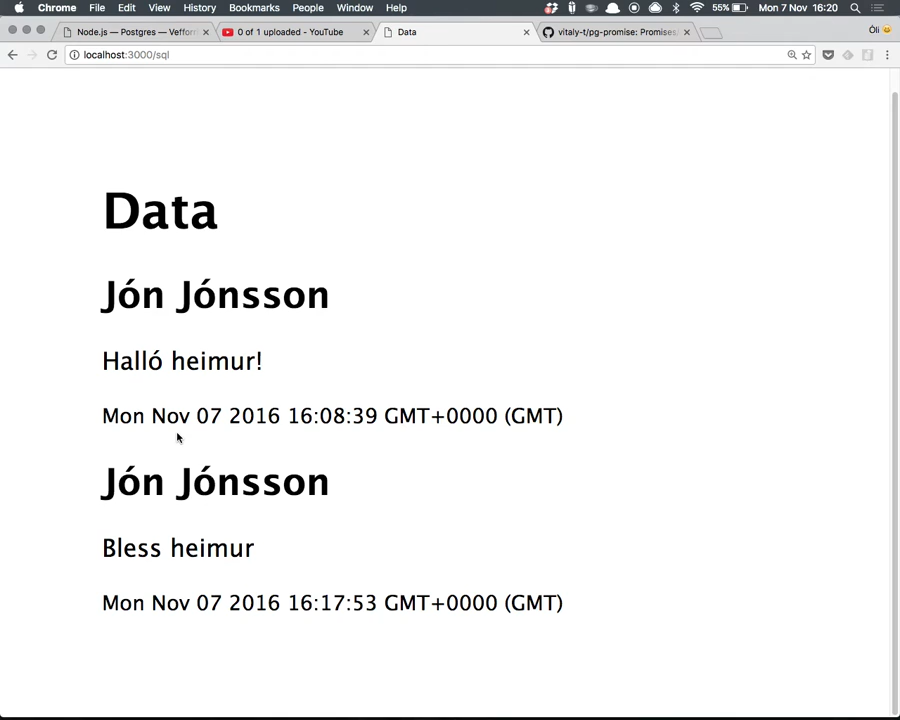 Chrome File Edit View History Bookmarks People Window Help 55% Mon 7 Nov 16:20
Node.js — Postgres — Veffor 0 of 1 uploaded - YouTube Data vitaly-t/pg-promise: Promises Óli
localhost:3000/sql
Data
Jón Jónsson
Halló heimur!
Mon Nov 07 2016 16:08:39 GMT+0000 (GMT)
Jón Jónsson
Bless heimur
Mon Nov 07 2016 16:17:53 GMT+0000 (GMT)